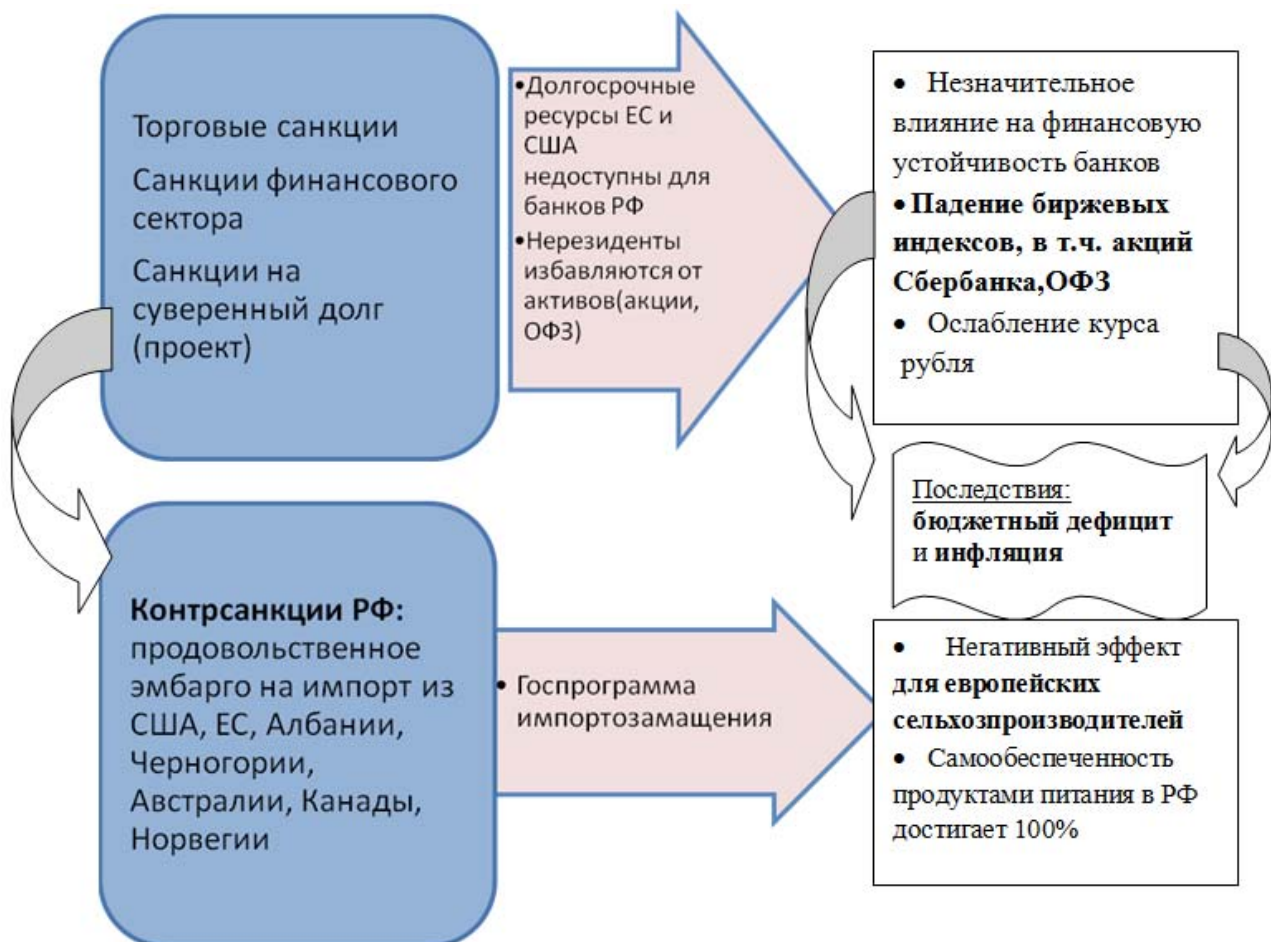 Торговые санкции
Санкции финансового
сектора
Санкции на
суверенный долг
(проект)
•Долгосрочные
ресурсы ЕС и
США
недоступны для
банков РФ
•Нерезиденты
избавляются от
активов(акции,
ОФЗ)
• Незначительное
влияние на финансовую
устойчивость банков
•Падение биржевых
индексов, в т.ч. акций
Сбербанка,ОФЗ
• Ослабление курса
рубля
Последствия:
бюджетный дефицит
и инфляция
Контрсанкции РФ:
продовольственное
эмбарго на импорт из
США, ЕС, Албании,
Черногории,
Австралии, Канады,
Норвегии
• Госпрограмма
импортозамащения
• Негативный эффект
для европейских
сельхозпроизводителей
• Самообеспеченность
продуктами питания в РФ
достигает 100%